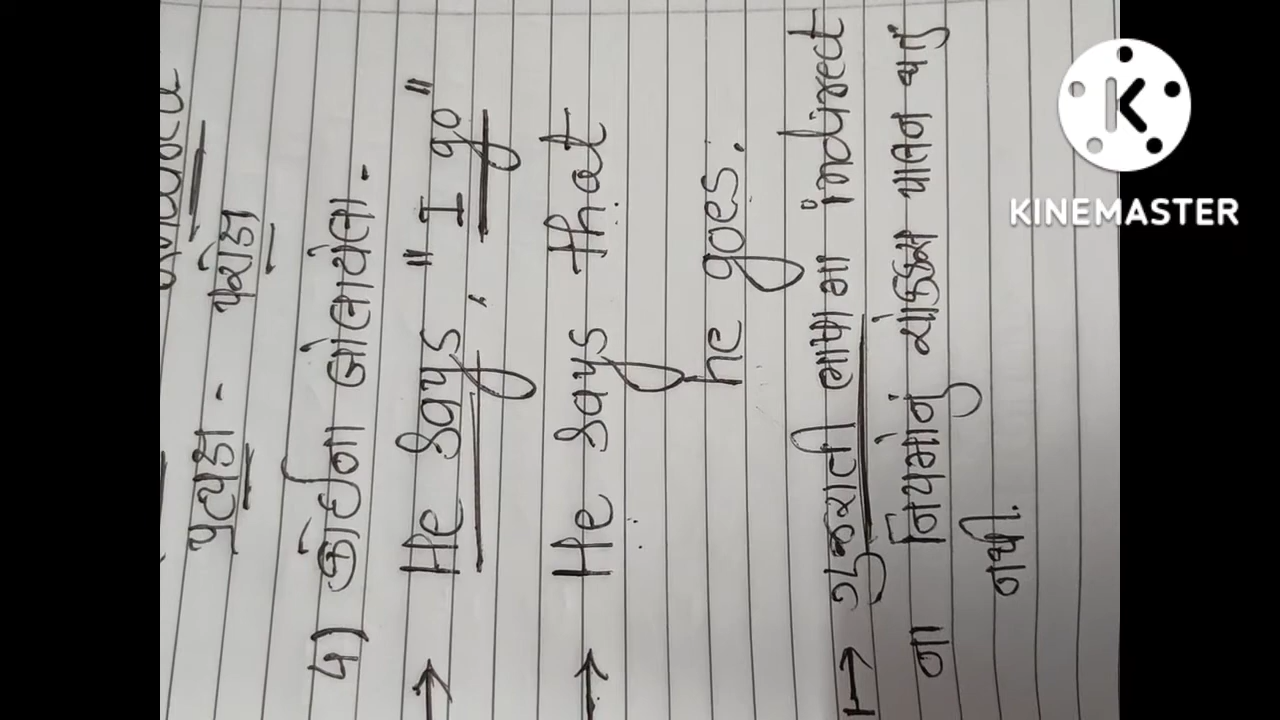 પ્રત્યક્ષ - પરોક્ષ
૫) કોઈના બોલાયેલા.
→ He says, "I go"
→ He says that
he goes.
→ ગુજરાતી ભાષા મા indirect
ના નિયમોનું ચોક્કસ પાલન થતું
નથી.
KINEMASTER